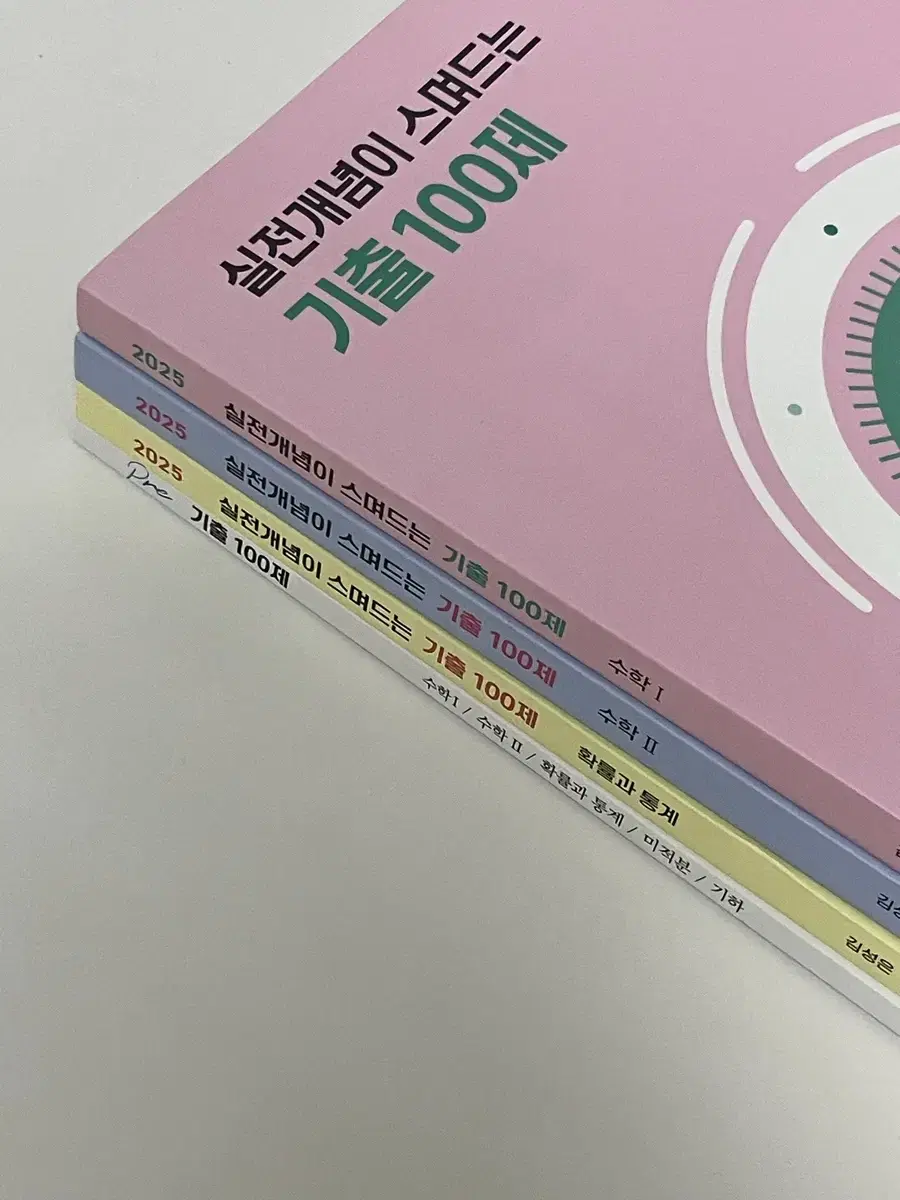 실전개념이 스며드는
기출 100제
2025 실전개념이 스며드는 기출 100제 수학 I
2025 실전개념이 스며드는 기출 100제 수학 II
2025 실전개념이 스며드는 기출 100제 확률과 통계 김성은
Pre 기출 100제 수학 I / 수학 II / 확률과 통계 / 미적분 / 기하